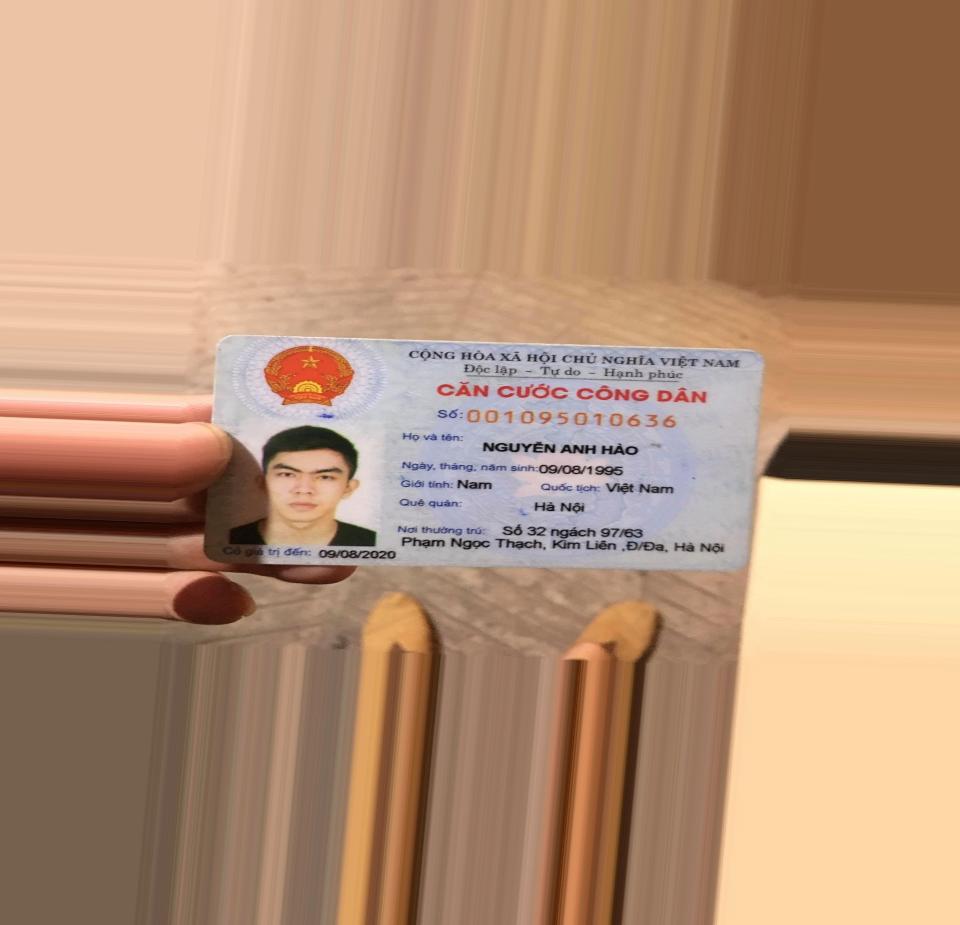 CỘNG HÒA XÃ HỘI CHỦ NGHĨA VIỆT NAM
Độc lập - Tự do - Hạnh phúc
CĂN CƯỚC CÔNG DÂN
Số: 001095010636
Họ và tên:
NGUYỄN ANH HÀO
Ngày, tháng, năm sinh: 09/08/1995
Giới tính: Nam Quốc tịch: Việt Nam
Quê quán: Hà Nội
Nơi thường trú: Số 32 ngách 97/63
Phạm Ngọc Thạch, Kim Liên ,Đ/Đa, Hà Nội
Có giá trị đến: 09/08/2020